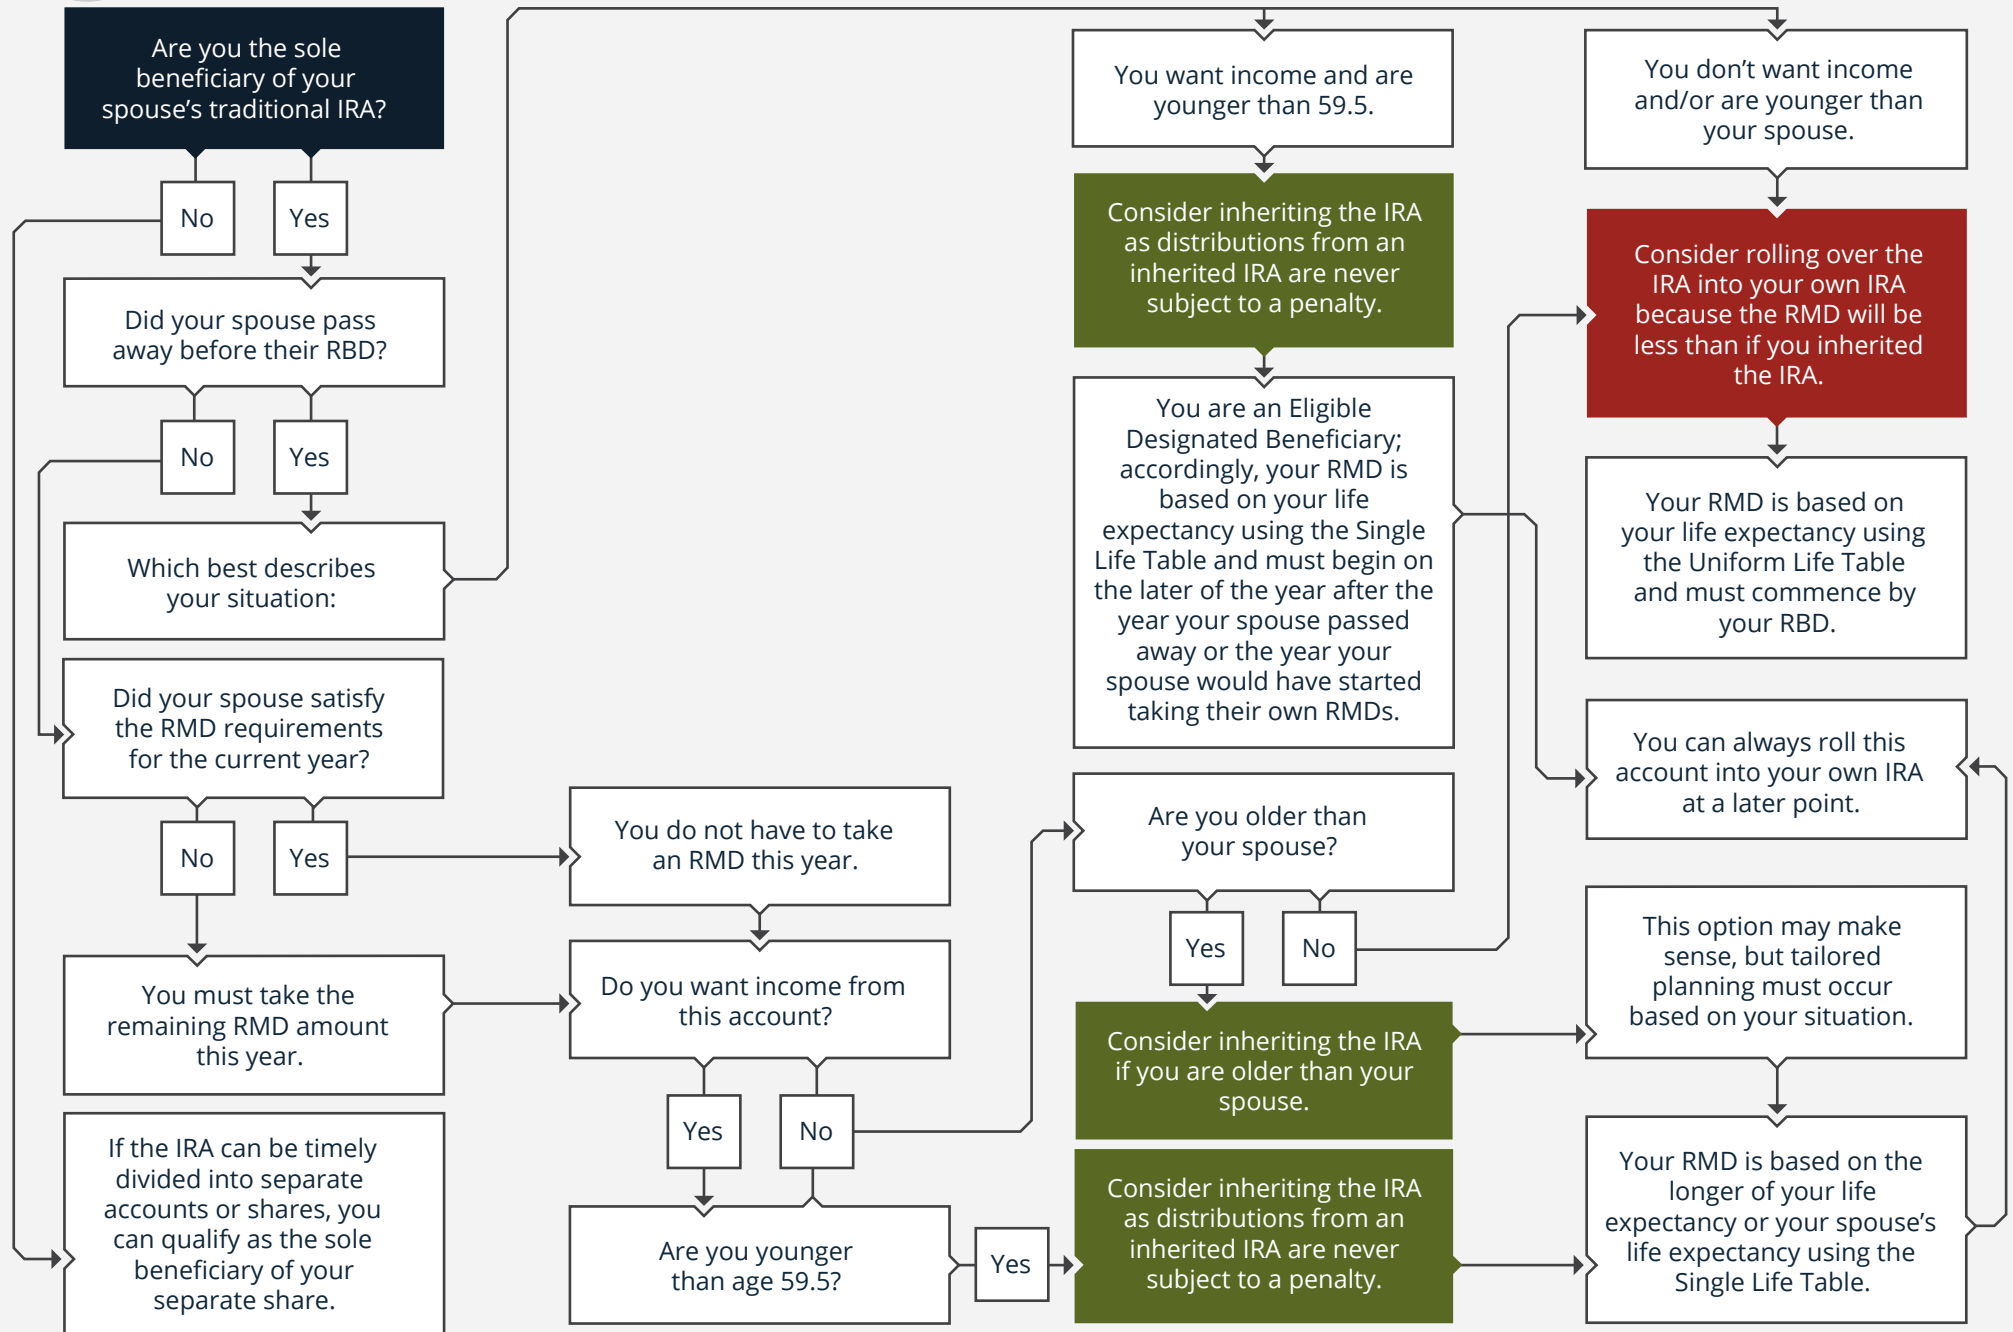 Are you the sole
beneficiary of your
spouse's traditional IRA?
No
Yes
Did your spouse pass
away before their RBD?
No
Yes
Which best describes
your situation:
Did your spouse satisfy
the RMD requirements
for the current year?
No
Yes
You must take the
remaining RMD amount
this year.
If the IRA can be timely
divided into separate
accounts or shares, you
can qualify as the sole
beneficiary of your
separate share.
You do not have to take
an RMD this year.
Do you want income from
this account?
Yes
No
Are you younger
than age 59.5?
Yes
You want income and are
younger than 59.5.
Consider inheriting the IRA
as distributions from an
inherited IRA are never
subject to a penalty.
You are an Eligible
Designated Beneficiary;
accordingly, your RMD is
based on your life
expectancy using the Single
Life Table and must begin on
the later of the year after the
year your spouse passed
away or the year your
spouse would have started
taking their own RMDs.
Are you older than
your spouse?
Yes
No
Consider inheriting the IRA
if you are older than your
spouse.
Consider inheriting the IRA
as distributions from an
inherited IRA are never
subject to a penalty.
You don't want income
and/or are younger than
your spouse.
Consider rolling over the
IRA into your own IRA
because the RMD will be
less than if you inherited
the IRA.
Your RMD is based on
your life expectancy using
the Uniform Life Table
and must commence by
your RBD.
You can always roll this
account into your own IRA
at a later point.
This option may make
sense, but tailored
planning must occur
based on your situation.
Your RMD is based on the
longer of your life
expectancy or your spouse's
life expectancy using the
Single Life Table.